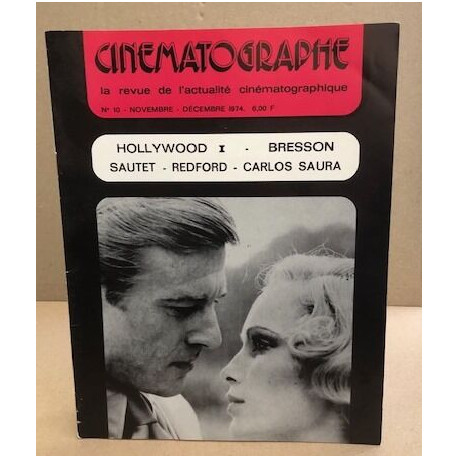 CINEMATOGRAPHE
la revue de l'actualité cinématographique
N° 10 - NOVEMBRE - DÉCEMBRE 1974. 6,00 F
HOLLYWOOD I - BRESSON
SAUTET - REDFORD - CARLOS SAURA